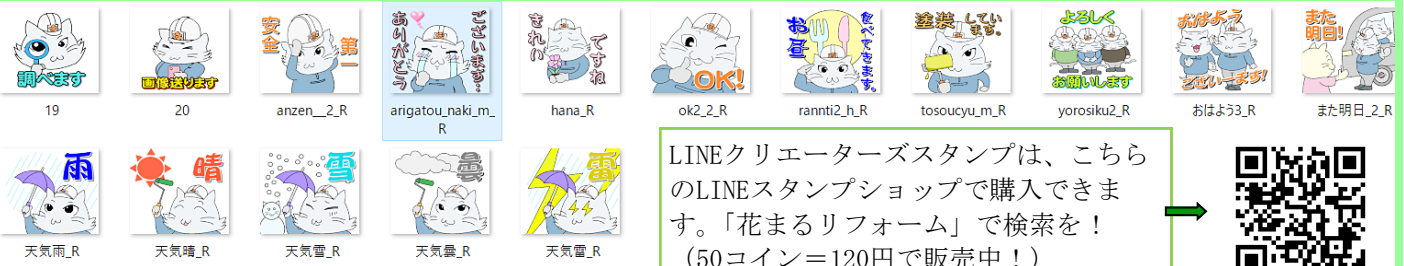 調べます
画像送ります
安全第一
ありがとう
ございます…
きれい
ですね
OK!
お昼
食べてきます。
塗装しています。
よろしく
お願いします
おはよう
ございまーす!
また
明日!
19
20
anzen__2_R
arigatou_naki_m_
R
hana_R
ok2_2_R
rannti2_h_R
tosoucyu_m_R
yorosiku2_R
おはよう3_R
また明日_2_R
雨
晴
雪
曇
雷
天気雨_R
天気晴_R
天気雪_R
天気曇_R
天気雷_R
LINEクリエーターズスタンプは、こちら
のLINEスタンプショップで購入できま
す。「花まるリフォーム」で検索を!
(50コイン=120円で販売中!)